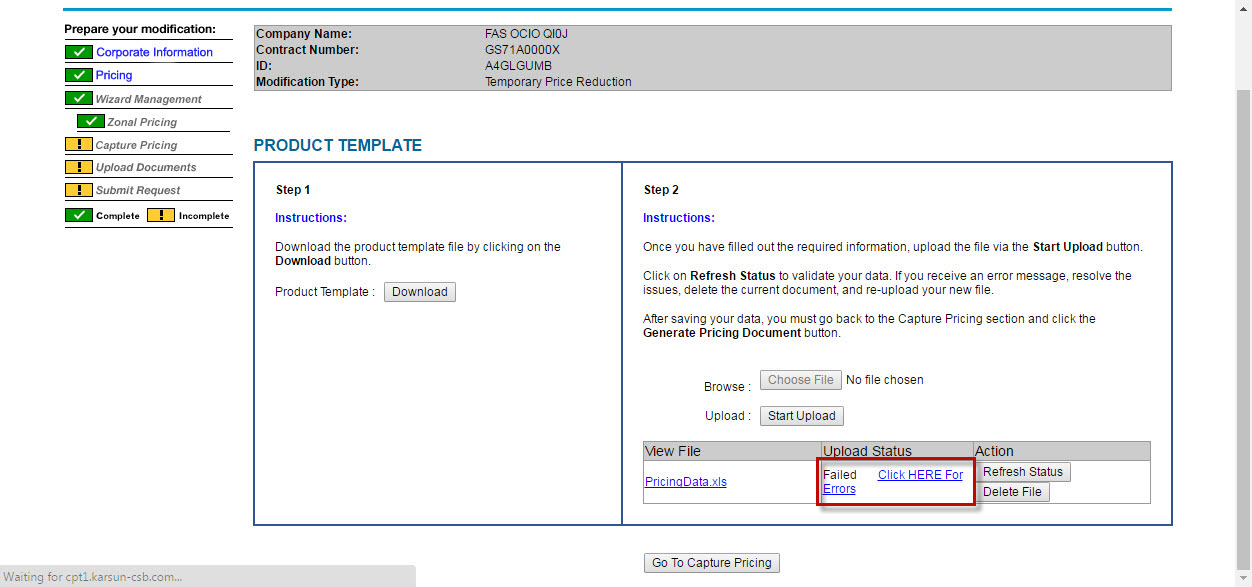 Prepare your modification:
Corporate Information
Pricing
Wizard Management
Zonal Pricing
Capture Pricing
Upload Documents
Submit Request
Complete ! Incomplete
Company Name: FAS OCIO QI0J
Contract Number: GS71A0000X
ID: A4GLGUMB
Modification Type: Temporary Price Reduction
PRODUCT TEMPLATE
Step 1
Instructions:
Download the product template file by clicking on the
Download button.
Product Template : Download
Step 2
Instructions:
Once you have filled out the required information, upload the file via the Start Upload button.
Click on Refresh Status to validate your data. If you receive an error message, resolve the
issues, delete the current document, and re-upload your new file.
After saving your data, you must go back to the Capture Pricing section and click the
Generate Pricing Document button.
Browse : Choose File No file chosen
Upload : Start Upload
View File Upload Status Action
PricingData.xls Failed Click HERE For Errors Refresh Status
Delete File
Go To Capture Pricing
Waiting for cpt1.karsun-csb.com...